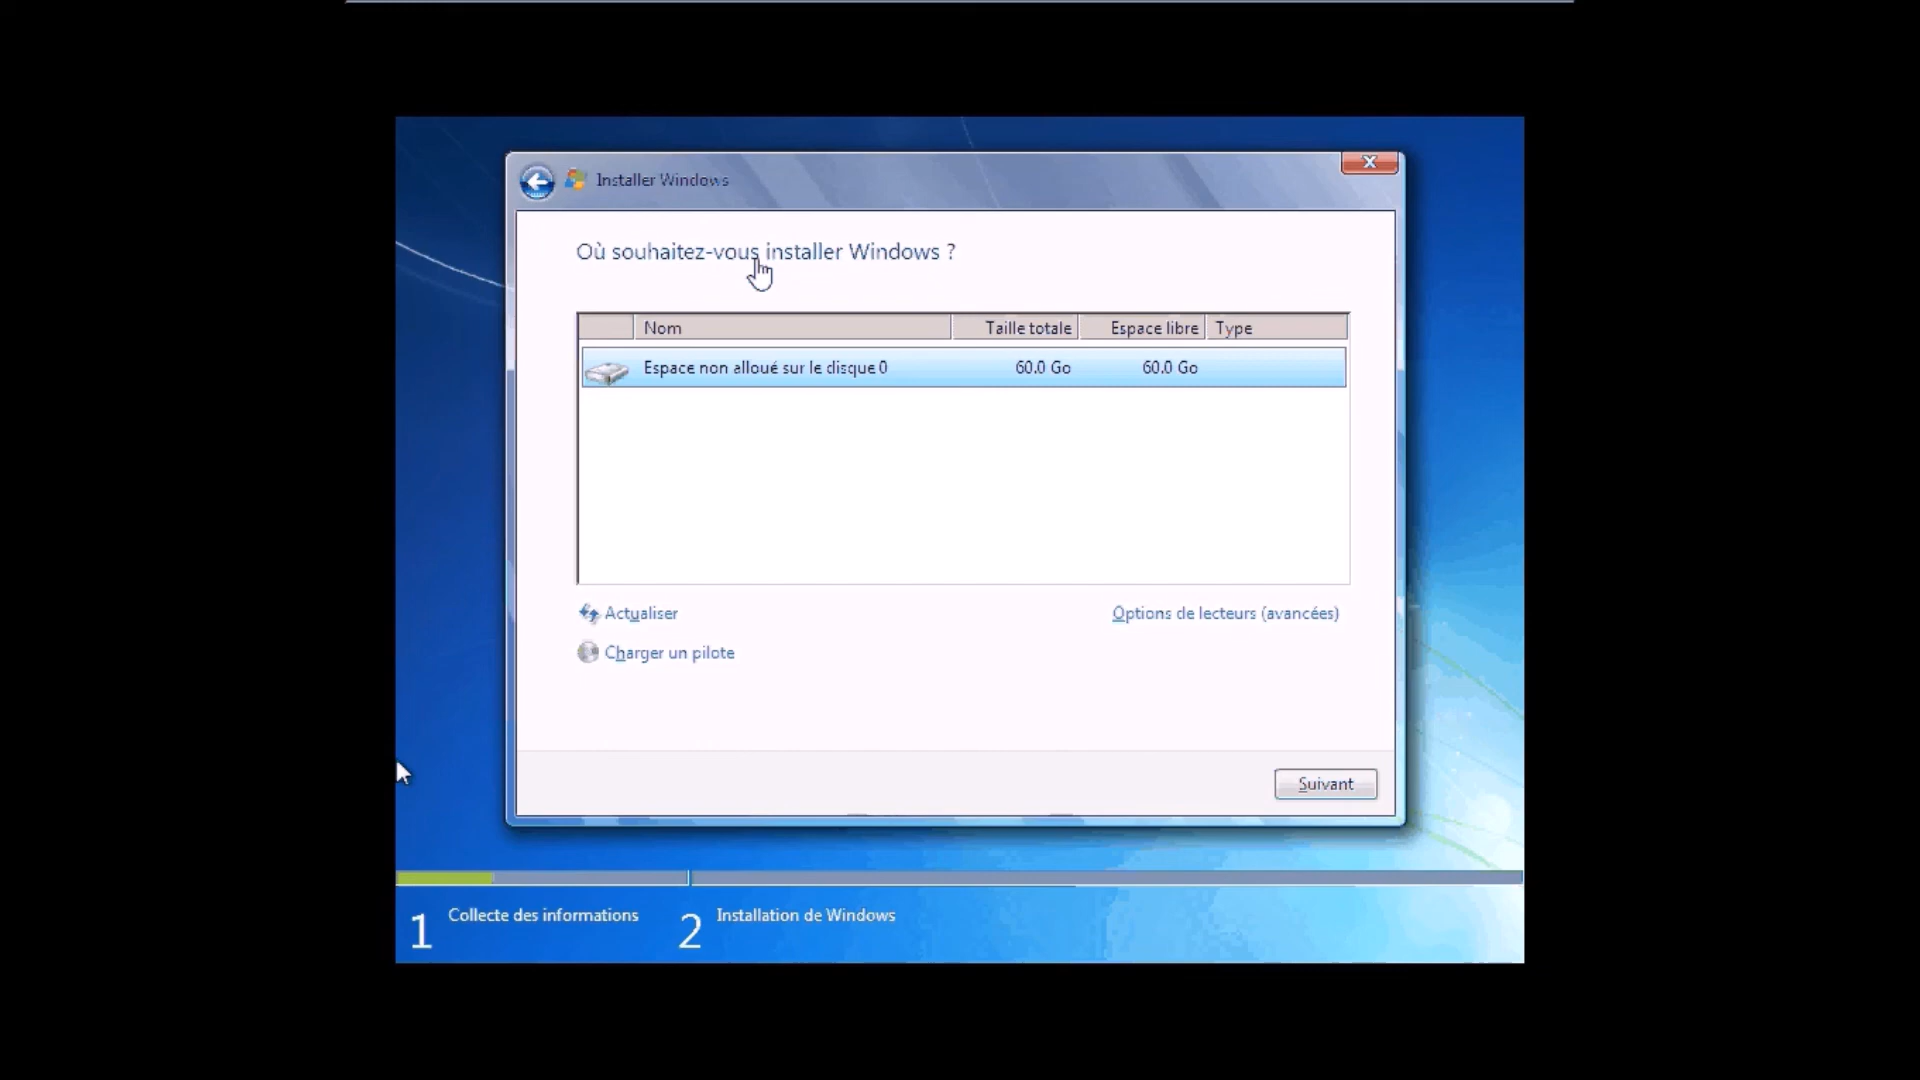 Installer Windows
Où souhaitez-vous installer Windows ?
Nom Taille totale Espace libre Type
Espace non alloué sur le disque 0 60.0 Go 60.0 Go
Actualiser Options de lecteurs (avancées)
Charger un pilote
Suivant
1 Collecte des informations 2 Installation de Windows